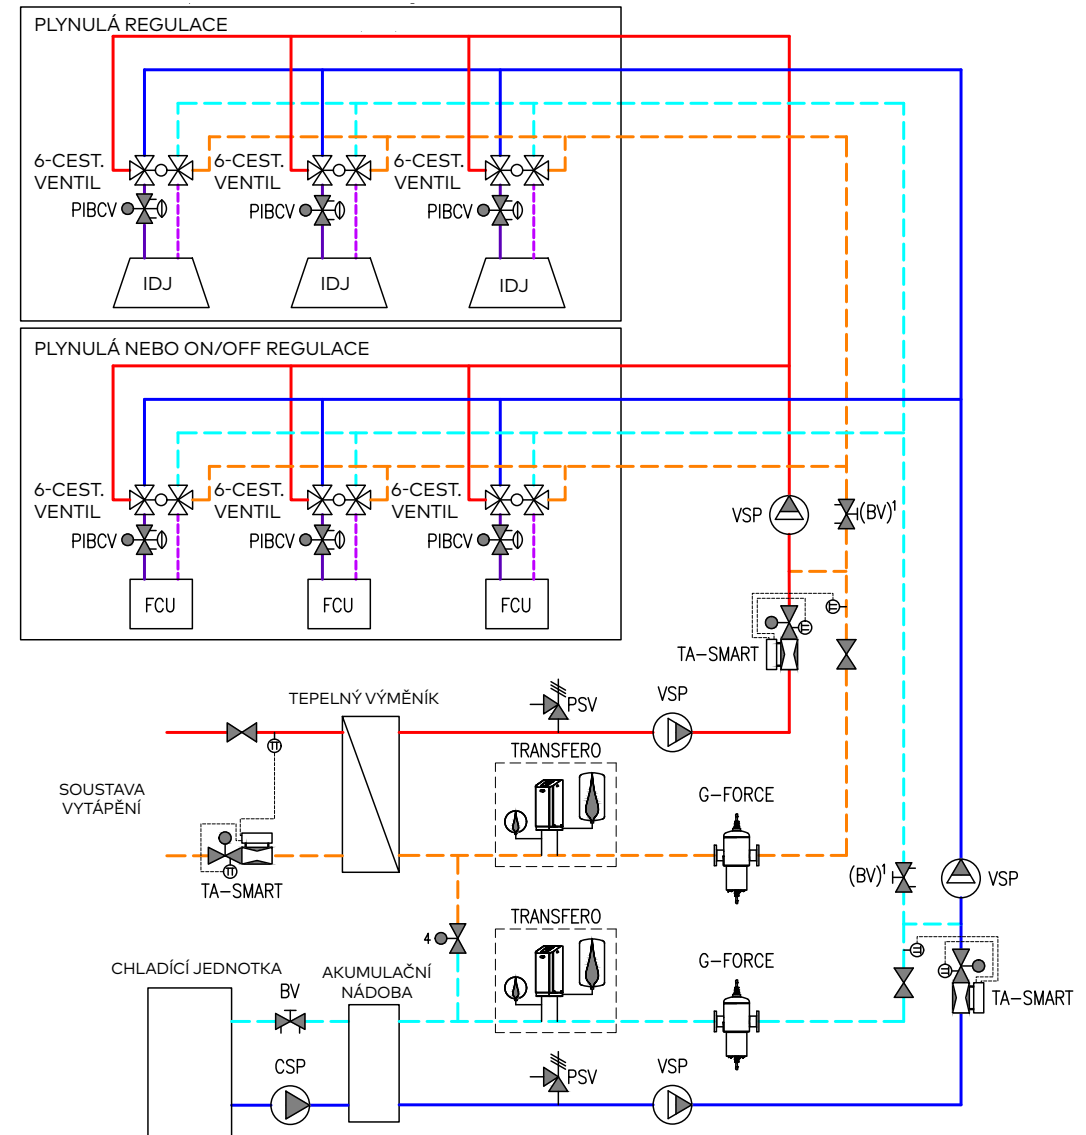 PLYNULÁ REGULACE
6-CEST.
VENTIL
6-CEST.
VENTIL
6-CEST.
VENTIL
PIBCV
PIBCV
PIBCV
IDJ
IDJ
IDJ
PLYNULÁ NEBO ON/OFF REGULACE
6-CEST.
VENTIL
6-CEST.
VENTIL
6-CEST.
VENTIL
VSP
(BV)¹
PIBCV
PIBCV
PIBCV
FCU
FCU
FCU
TA-SMART
TEPELNÝ VÝMĚNÍK
PSV
VSP
TRANSFERO
SOUSTAVA
VYTÁPĚNÍ
G-FORCE
TA-SMART
(BV)¹
VSP
TRANSFERO
4
CHLADÍCÍ JEDNOTKA
AKUMULAČNÍ
NÁDOBA
G-FORCE
BV
TA-SMART
CSP
PSV
VSP